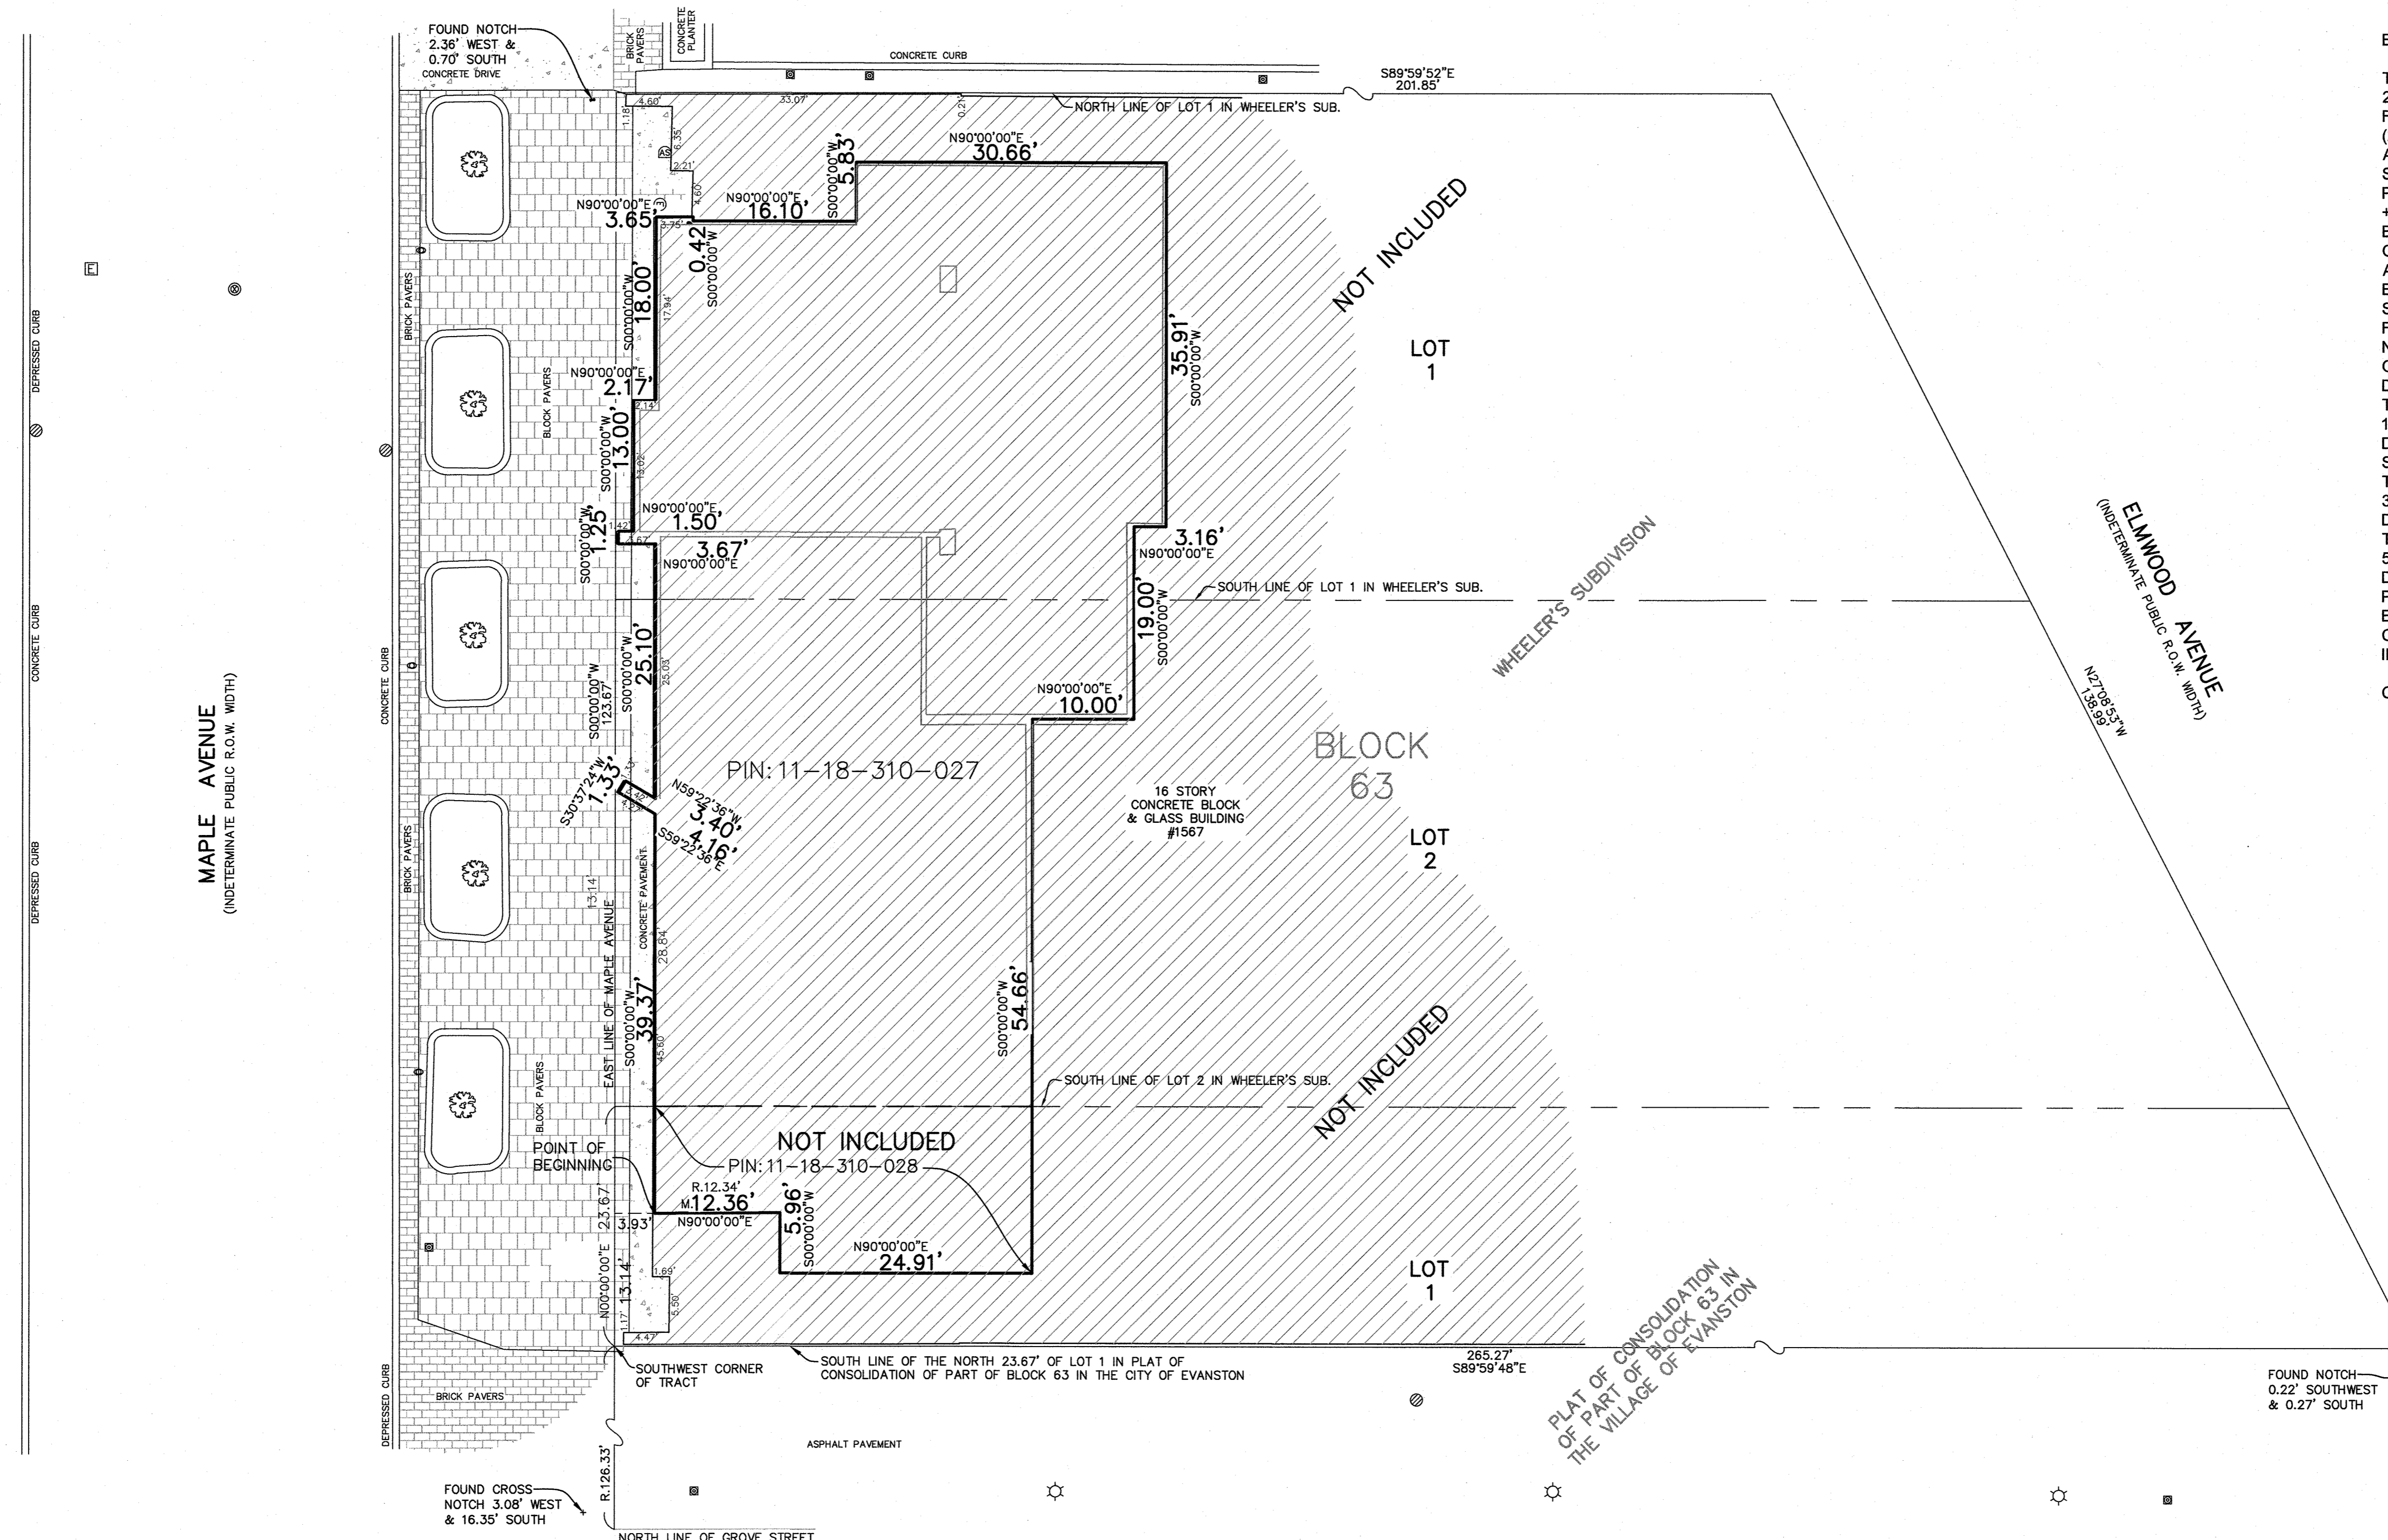 FOUND NOTCH
2.36' WEST &
0.70' SOUTH
CONCRETE DRIVE
BRICK
PAVERS
CONCRETE
PLANTER
CONCRETE CURB
S89°59'52"E
201.85'
4.60'
33.07'
0.21'
1.18'
NORTH LINE OF LOT 1 IN WHEELER'S SUB.
6.35'
AS
2.21'
4.60'
N90°00'00"E
30.66'
S00°00'00"W
5.83'
N90°00'00"E
16.10'
N90°00'00"E
3.65'
3.75'
0.42'
S00°00'00"W
S00°00'00"W
18.00'
17.94'
N90°00'00"E
2.17'
2.14'
S00°00'00"W
13.00'
13.02'
35.91'
S00°00'00"W
NOT INCLUDED
LOT
1
E
DEPRESSED CURB
CONCRETE CURB
DEPRESSED CURB
BRICK PAVERS
BLOCK PAVERS
CONCRETE CURB
N90°00'00"E
1.50'
1.42'
S00°00'00"W
1.25'
3.67'
3.67'
N90°00'00"E
3.16'
N90°00'00"E
19.00'
S00°00'00"W
SOUTH LINE OF LOT 1 IN WHEELER'S SUB.
WHEELER'S SUBDIVISION
ELMWOOD AVENUE
(INDETERMINATE PUBLIC R.O.W. WIDTH)
N27°08'53"W
138.99'
S00°00'00"W
123.67'
S00°00'00"W
25.10'
25.03'
N90°00'00"E
10.00'
MAPLE AVENUE
(INDETERMINATE PUBLIC R.O.W. WIDTH)
PIN: 11-18-310-027
BLOCK
63
16 STORY
CONCRETE BLOCK
& GLASS BUILDING
#1567
LOT
2
S30°37'24"W
1.33'
1.33'
N59°22'36"W
3.40'
4.16'
S59°22'36"E
BRICK PAVERS
13.14'
CONCRETE PAVEMENT
EAST LINE OF MAPLE AVENUE
28.84'
S00°00'00"W
39.37'
45.60'
S00°00'00"W
54.66'
NOT INCLUDED
SOUTH LINE OF LOT 2 IN WHEELER'S SUB.
BLOCK PAVERS
POINT OF
BEGINNING
NOT INCLUDED
PIN: 11-18-310-028
R.12.34'
M.12.36'
N90°00'00"E
5.96'
S00°00'00"W
N90°00'00"E
24.91'
23.67'
3.93'
N00°00'00"E
13.14'
1.69'
5.50'
1.17'
4.47'
LOT
1
SOUTHWEST CORNER
OF TRACT
SOUTH LINE OF THE NORTH 23.67' OF LOT 1 IN PLAT OF
CONSOLIDATION OF PART OF BLOCK 63 IN THE CITY OF EVANSTON
265.27'
S89°59'48"E
PLAT OF CONSOLIDATION
OF PART OF BLOCK 63 IN
THE VILLAGE OF EVANSTON
FOUND NOTCH
0.22' SOUTHWEST
& 0.27' SOUTH
DEPRESSED CURB
BRICK PAVERS
ASPHALT PAVEMENT
R.126.33'
FOUND CROSS
NOTCH 3.08' WEST
& 16.35' SOUTH
NORTH LINE OF GROVE STREET